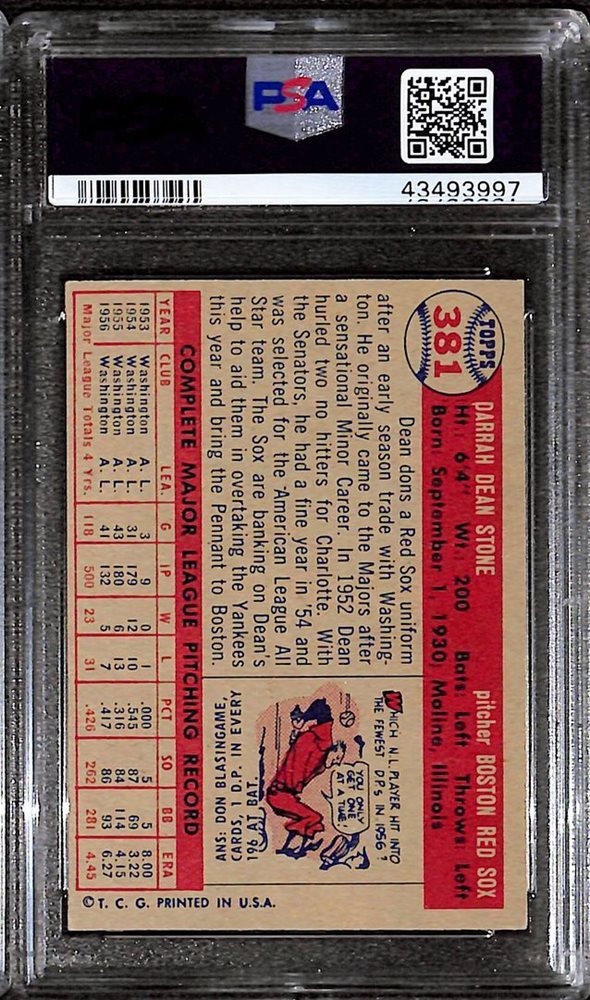 PSA
43493997
TOPPS
381
DARRAH DEAN STONE pitcher BOSTON RED SOX
Ht: 6'4" Wt: 200 Bats: Left Throws: Left
Born: September 1, 1930, Moline, Illinois
Dean dons a Red Sox uniform
after an early season trade with Washing-
ton. He originally came to the Majors after
a sensational Minor Career. In 1952 Dean
hurled two no hitters for Charlotte. With
the Senators, he had a fine year in '54 and
was selected for the American League All
Star team. The Sox are banking on Dean's
help to aid them in overtaking the Yankees
this year and bring the Pennant to Boston.
WHICH N.L. PLAYER HIT INTO
THE FEWEST D.P.s IN 1956?
YOU ONLY
GET ONE
AT A TIME.
ANS: DON BLASINGAME,
CARDS. 1 D.P. IN EVERY
196 AT BAT.
COMPLETE MAJOR LEAGUE PITCHING RECORD
YEAR CLUB LEA. G IP W L PCT SO BB ERA
1953 Washington A. L. 3 9 0 1 .000 5 5 8.00
1954 Washington A. L. 31 179 12 10 .545 87 69 3.22
1955 Washington A. L. 43 180 6 13 .316 84 114 4.15
1956 Washington A. L. 41 132 5 7 .417 86 93 6.27
Major League Totals 4 Yrs. 118 500 23 31 .426 262 281 4.45
©T. C. G. PRINTED IN U.S.A.